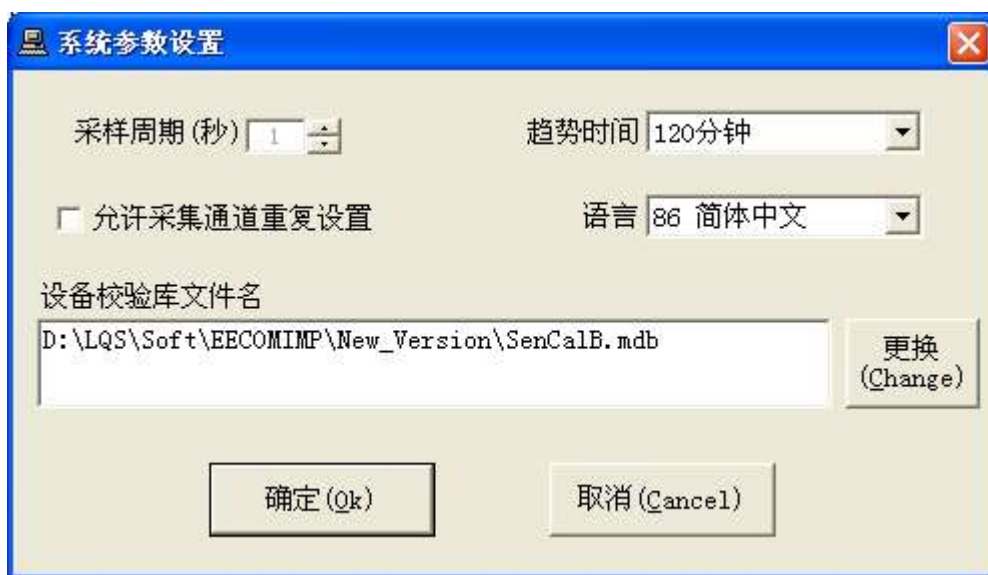 系统参数设置
采样周期(秒) 1
趋势时间 120分钟
允许采集通道重复设置
语言 86 简体中文
设备校验库文件名
D:\LQS\Soft\EECOMIMP\New_Version\SenCalB.mdb
更换
(Change)
确定(Ok)
取消(Cancel)